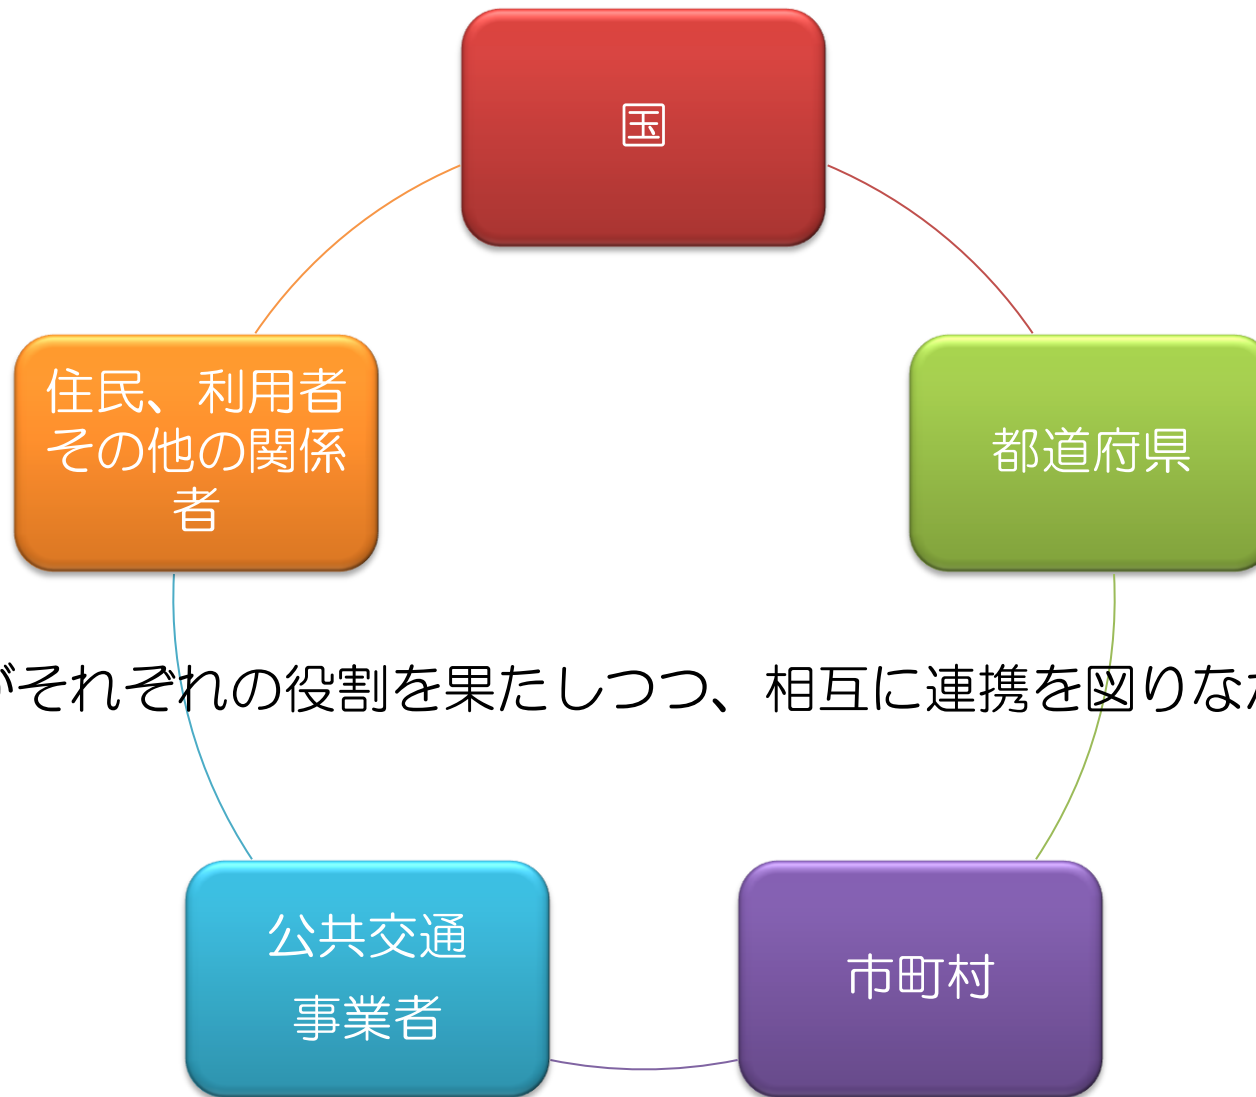 国
住民、利用者
その他の関係
者
都道府県
がそれぞれの役割を果たしつつ、相互に連携を図りなが
公共交通
事業者
市町村